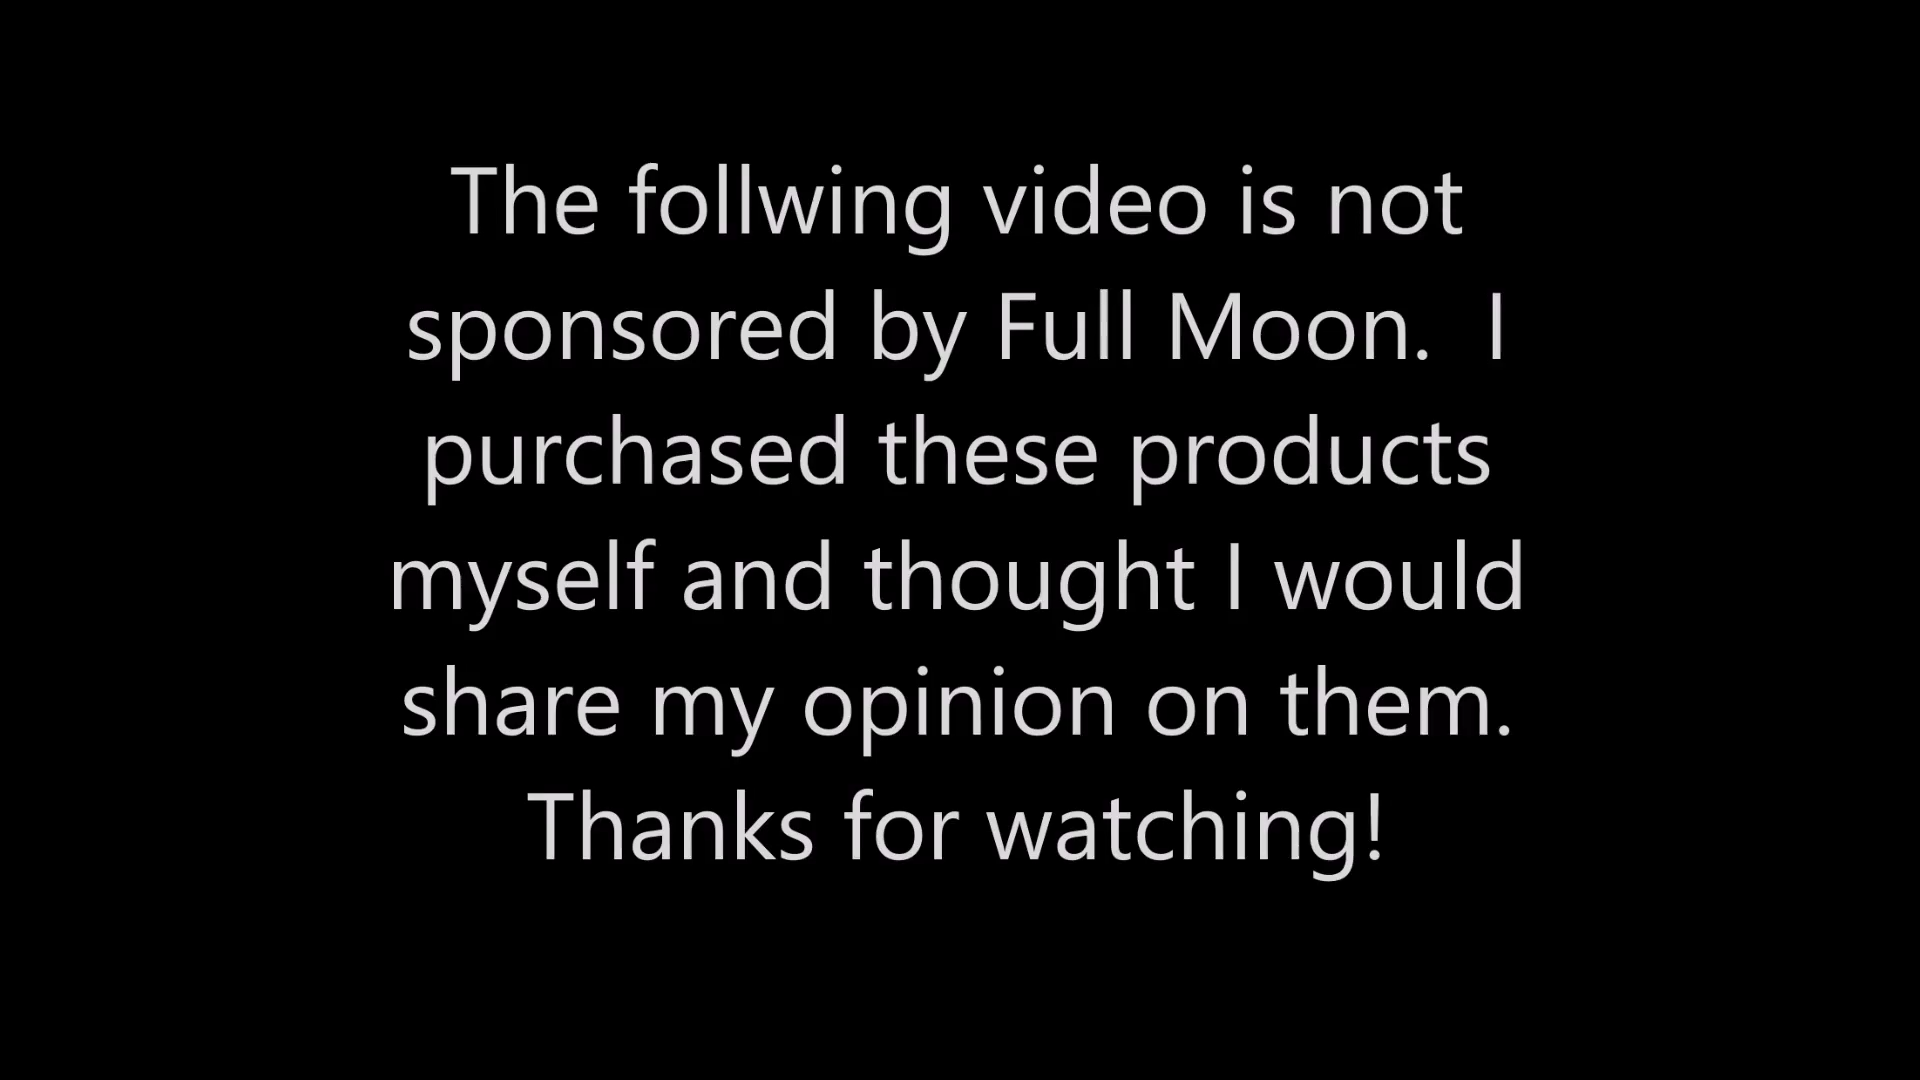 The follwing video is not
sponsored by Full Moon.  I
purchased these products
myself and thought I would
share my opinion on them.
Thanks for watching!